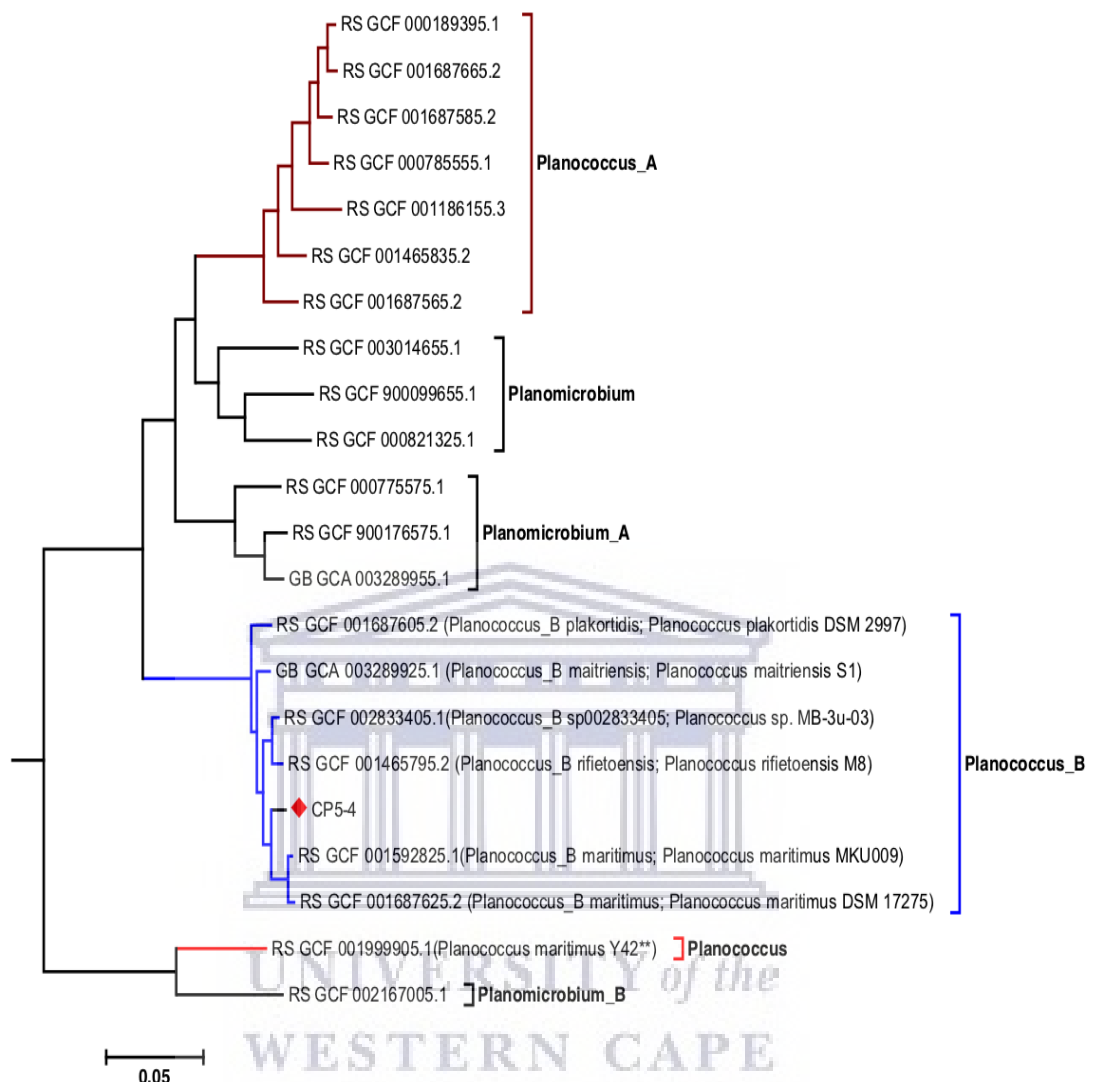 RS GCF 000189395.1
RS GCF 001687665.2
RS GCF 001687585.2
RS GCF 000785555.1
Planococcus_A
RS GCF 001186155.3
RS GCF 001465835.2
RS GCF 001687565.2
RS GCF 003014655.1
RS GCF 900099655.1
Planomicrobium
RS GCF 000821325.1
RS GCF 000775575.1
RS GCF 900176575.1
Planomicrobium_A
GB GCA 003289955.1
RS GCF 001687605.2 (Planococcus_B plakortidis; Planococcus plakortidis DSM 2997)
GB GCA 003289925.1 (Planococcus_B maitriensis; Planococcus maitriensis S1)
RS GCF 002833405.1(Planococcus_B sp002833405; Planococcus sp. MB-3u-03)
RS GCF 001465795.2 (Planococcus_B rifietoensis; Planococcus rifietoensis M8)
Planococcus_B
CP5-4
RS GCF 001592825.1(Planococcus_B maritimus; Planococcus maritimus MKU009)
RS GCF 001687625.2 (Planococcus_B maritimus; Planococcus maritimus DSM 17275)
RS GCF 001999905.1(Planococcus maritimus Y42**)
Planococcus
UNIVERSITY of the
RS GCF 002167005.1
Planomicrobium_B
WESTERN CAPE
0.05